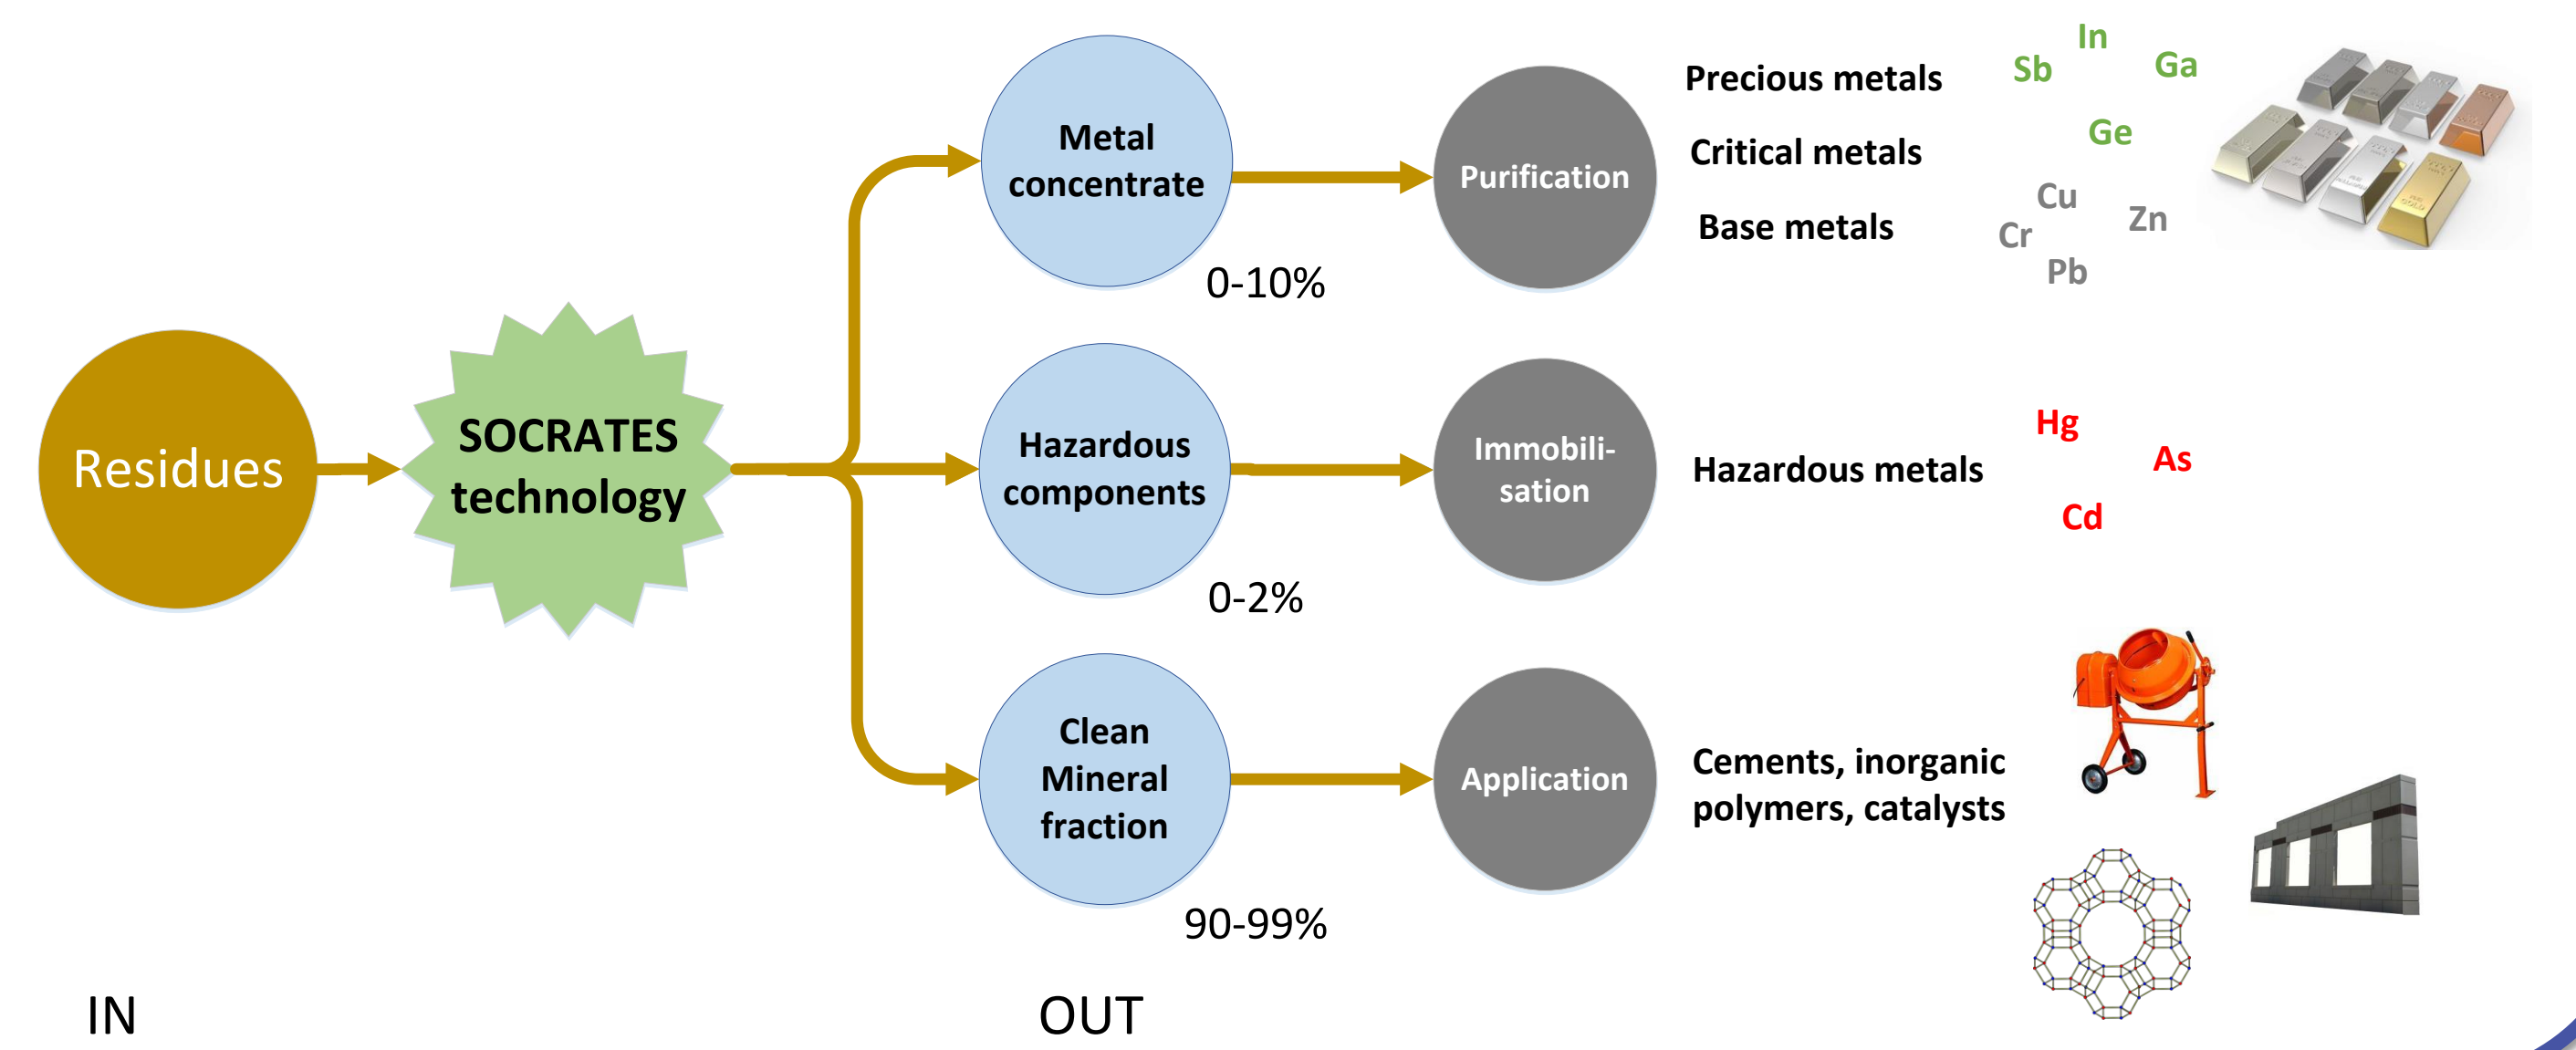 Residues
SOCRATES
technology
Metal
concentrate
0-10%
Purification
Precious metals
Critical metals
Base metals
In
Sb
Ga
Ge
Cu
Zn
Cr
Pb
Hazardous
components
0-2%
Immobili-
sation
Hazardous metals
Hg
As
Cd
Clean
Mineral
fraction
90-99%
Application
Cements, inorganic
polymers, catalysts
IN
OUT